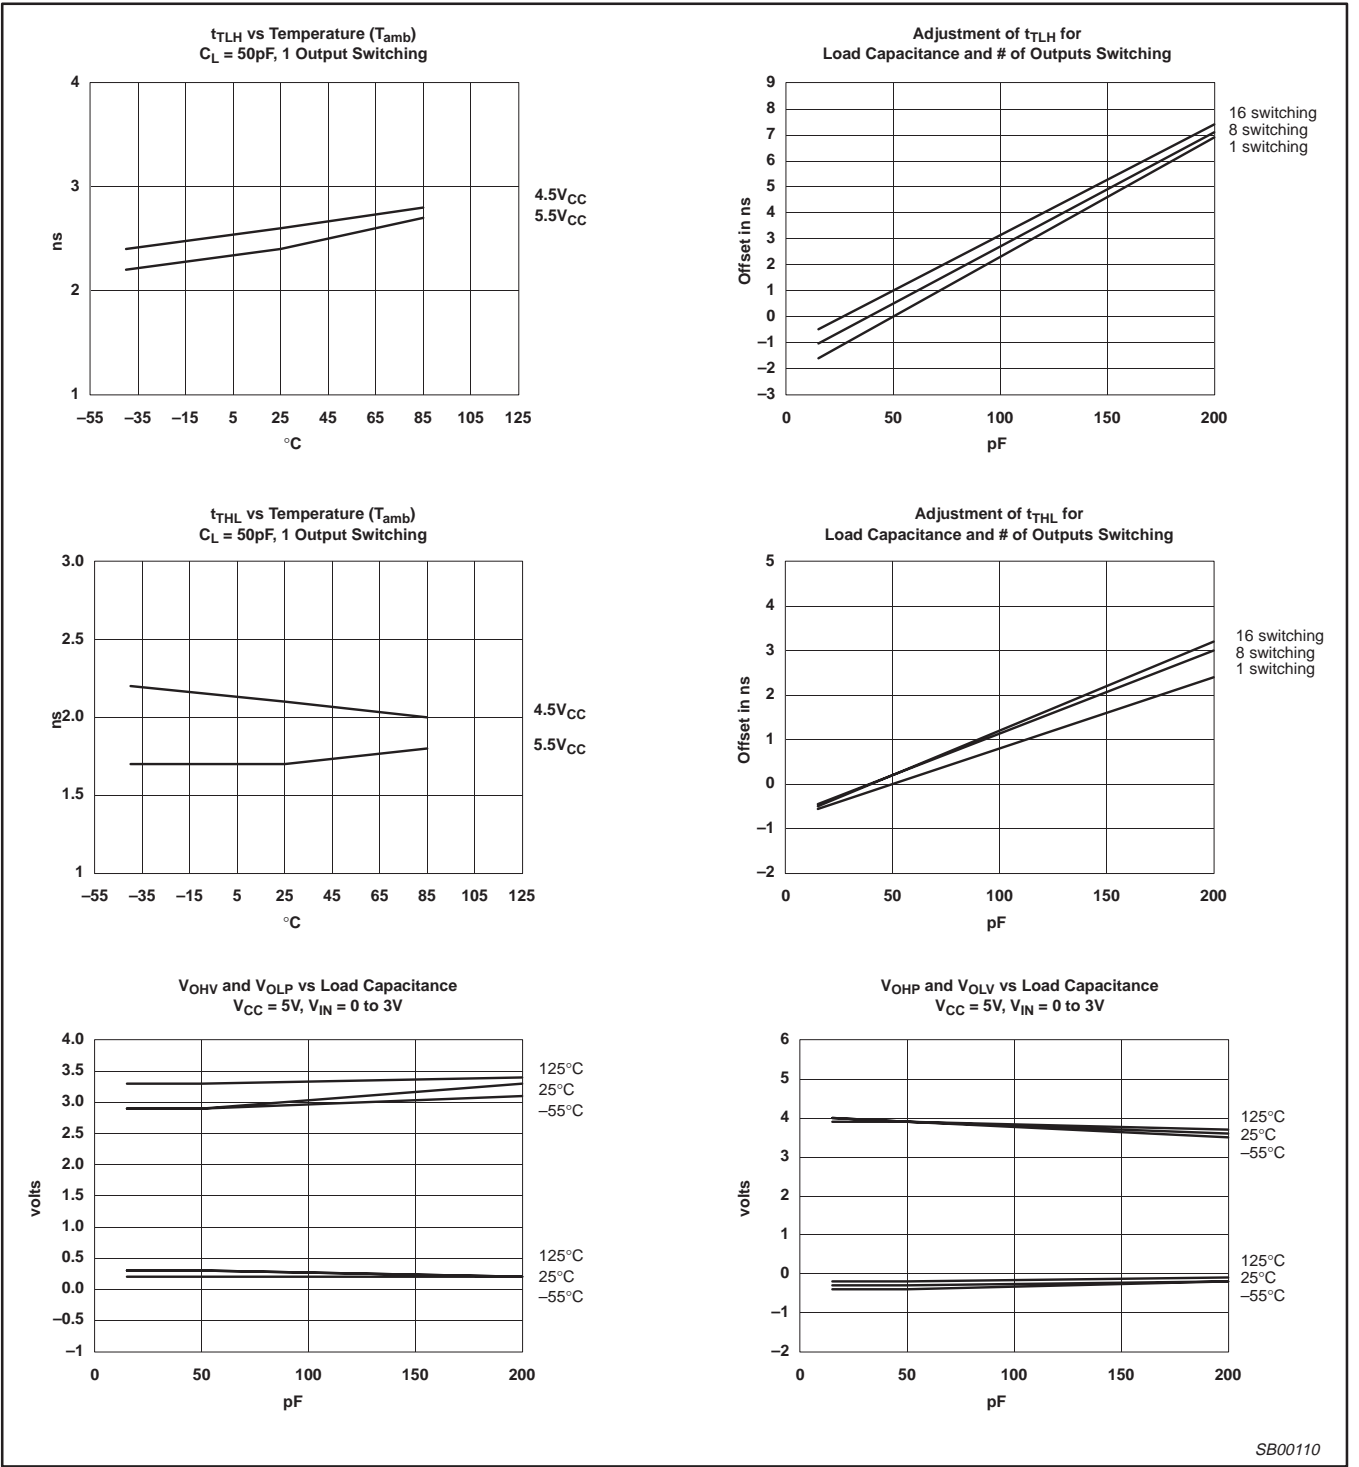 tTLH vs Temperature (Tamb)
CL = 50pF, 1 Output Switching
4
3
2
1
ns
–55 –35 –15 5 25 45 65 85 105 125
°C
4.5VCC
5.5VCC
Adjustment of tTLH for
Load Capacitance and # of Outputs Switching
9
8
7
6
5
4
3
2
1
0
–1
–2
–3
Offset in ns
0 50 100 150 200
pF
16 switching
8 switching
1 switching
tTHL vs Temperature (Tamb)
CL = 50pF, 1 Output Switching
3.0
2.5
2.0
1.5
1
ns
–55 –35 –15 5 25 45 65 85 105 125
°C
4.5VCC
5.5VCC
Adjustment of tTHL for
Load Capacitance and # of Outputs Switching
5
4
3
2
1
0
–1
–2
Offset in ns
0 50 100 150 200
pF
16 switching
8 switching
1 switching
VOHV and VOLP vs Load Capacitance
VCC = 5V, VIN = 0 to 3V
4.0
3.5
3.0
2.5
2.0
1.5
1.0
0.5
0.0
–0.5
–1
volts
0 50 100 150 200
pF
125°C
25°C
–55°C
125°C
25°C
–55°C
VOHP and VOLV vs Load Capacitance
VCC = 5V, VIN = 0 to 3V
6
5
4
3
2
1
0
–1
–2
volts
0 50 100 150 200
pF
125°C
25°C
–55°C
125°C
25°C
–55°C
SB00110